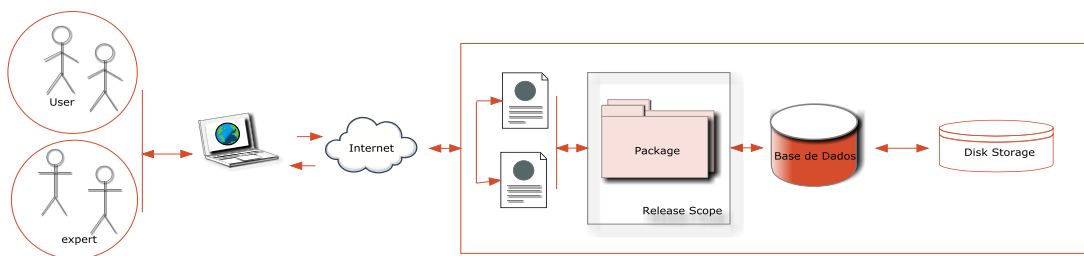 User
expert
Internet
Package
Release Scope
Base de Dados
Disk Storage